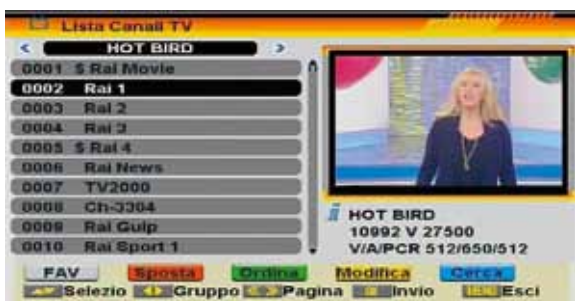 Lista Canali TV
< HOT BIRD >
0001 $ Rai Movie
0002 Rai 1
0003 Rai 2
0004 Rai 3
0005 $ Rai 4
0006 Rai News
0007 TV2000
0008 Ch-3304
0009 Rai Gulp
0010 Rai Sport 1
i HOT BIRD
10992 V 27500
V/A/PCR 512/650/512
FAV Sposta Ordina Modifica Cerca
Selezio Gruppo Pagina Invio Esci